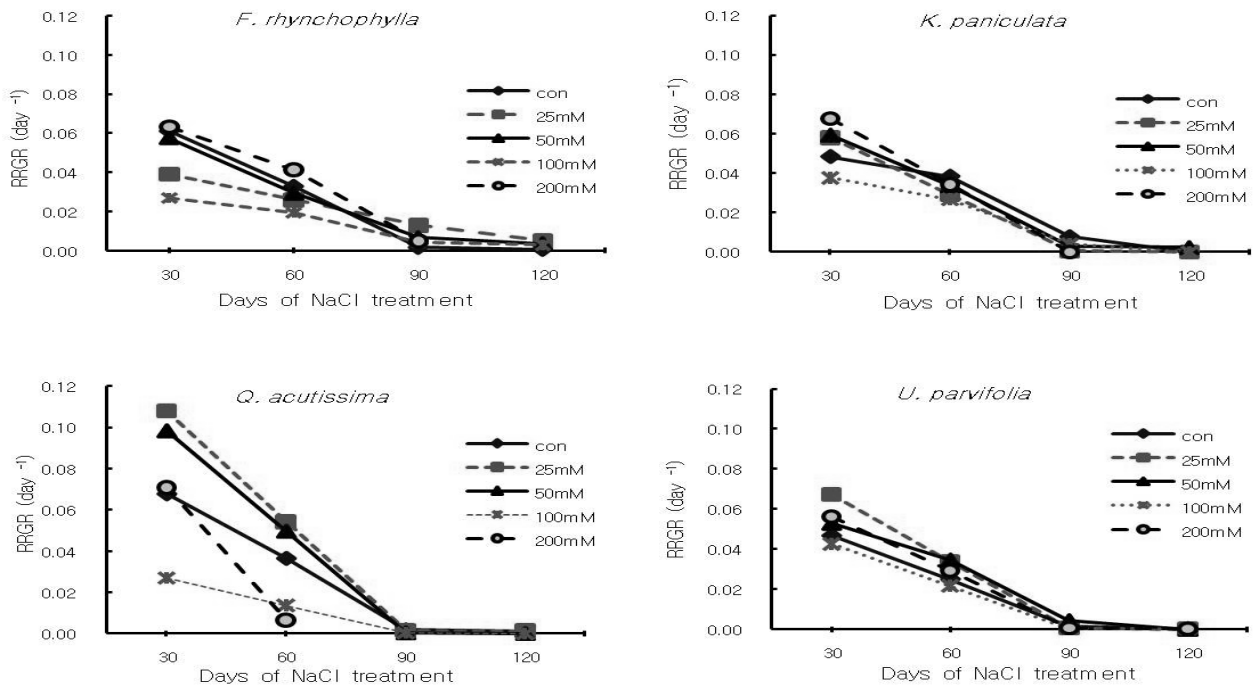 F. rhynchophylla
0.12
0.10
0.08
0.06
0.04
0.02
0.00
RRGR (day -1)
con
25mM
50mM
100mM
200mM
30 60 90 120
Days of NaCl treatment
K. paniculata
0.12
0.10
0.08
0.06
0.04
0.02
0.00
RRGR (day -1)
con
25mM
50mM
100mM
200mM
30 60 90 120
Days of NaCl treatment
Q. acutissima
0.12
0.10
0.08
0.06
0.04
0.02
0.00
RRGR (day -1)
con
25mM
50mM
100mM
200mM
30 60 90 120
Days of NaCl treatment
U. parvifolia
0.12
0.10
0.08
0.06
0.04
0.02
0.00
RRGR (day -1)
con
25mM
50mM
100mM
200mM
30 60 90 120
Days of NaCl treatment